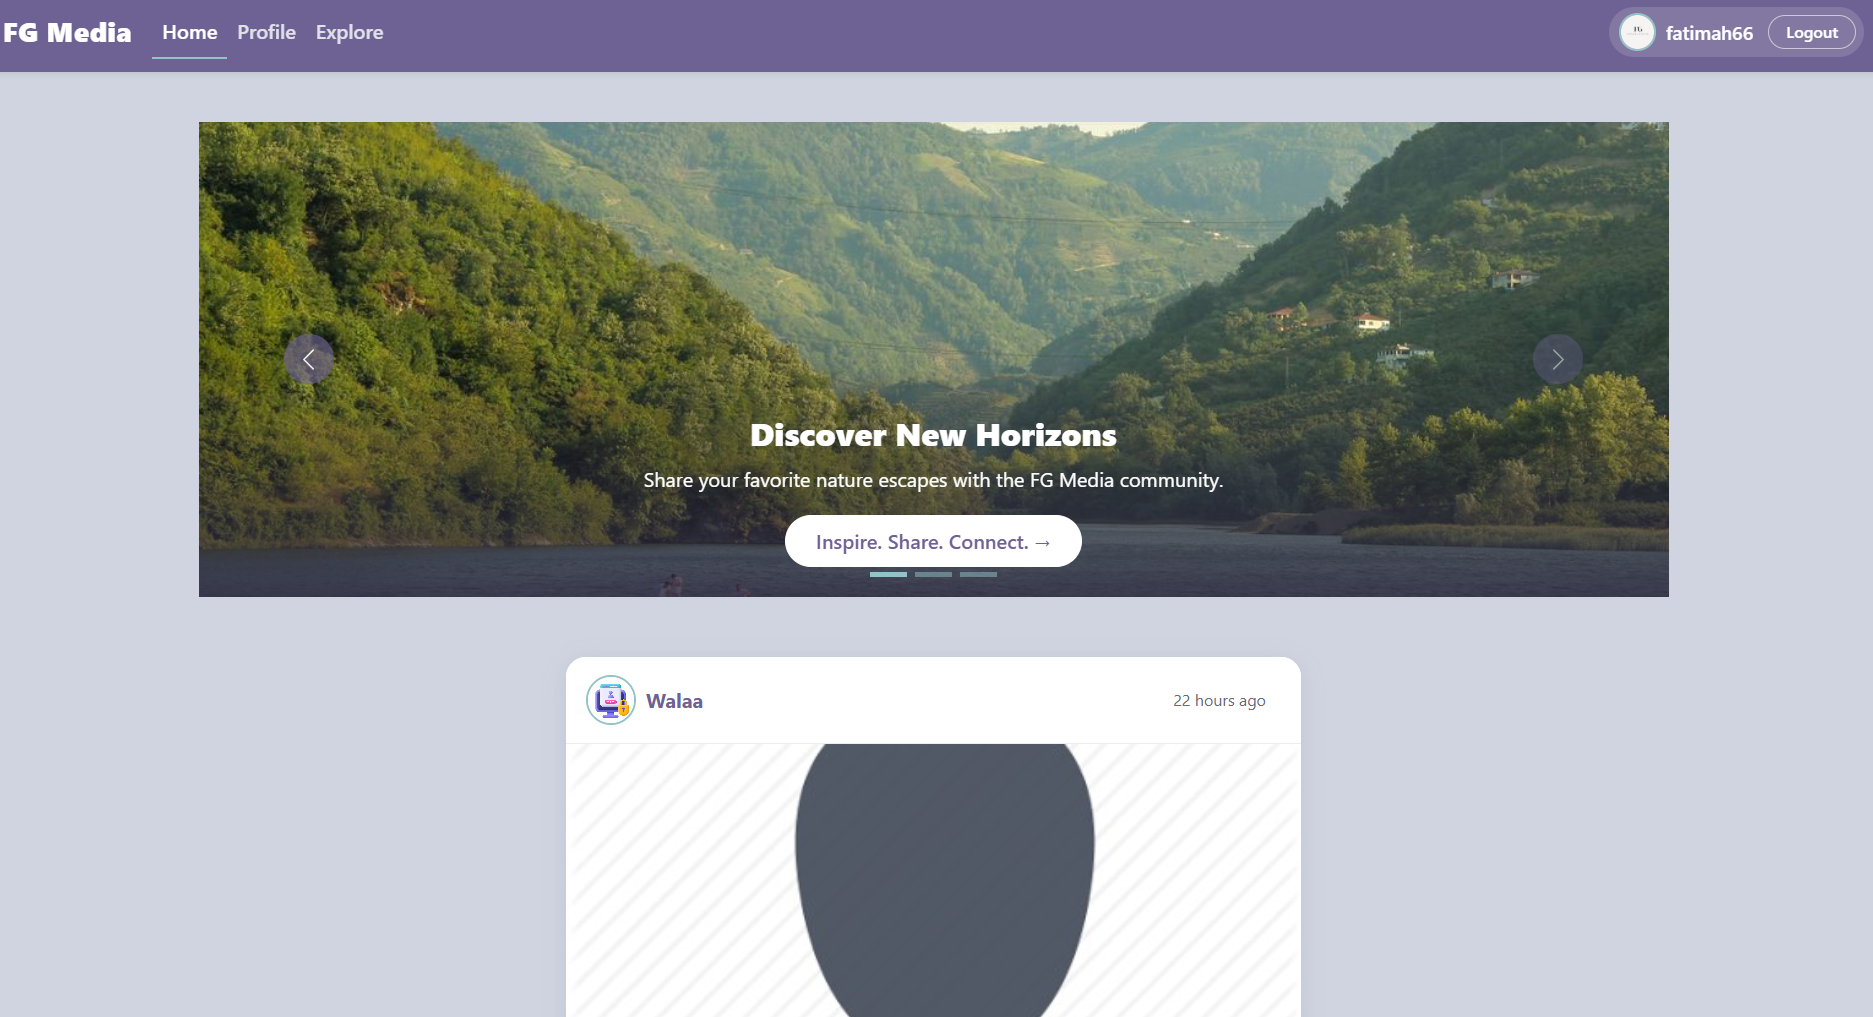 FG Media Home Profile Explore fatimah66 Logout
Discover New Horizons
Share your favorite nature escapes with the FG Media community.
Inspire. Share. Connect. →
Walaa 22 hours ago